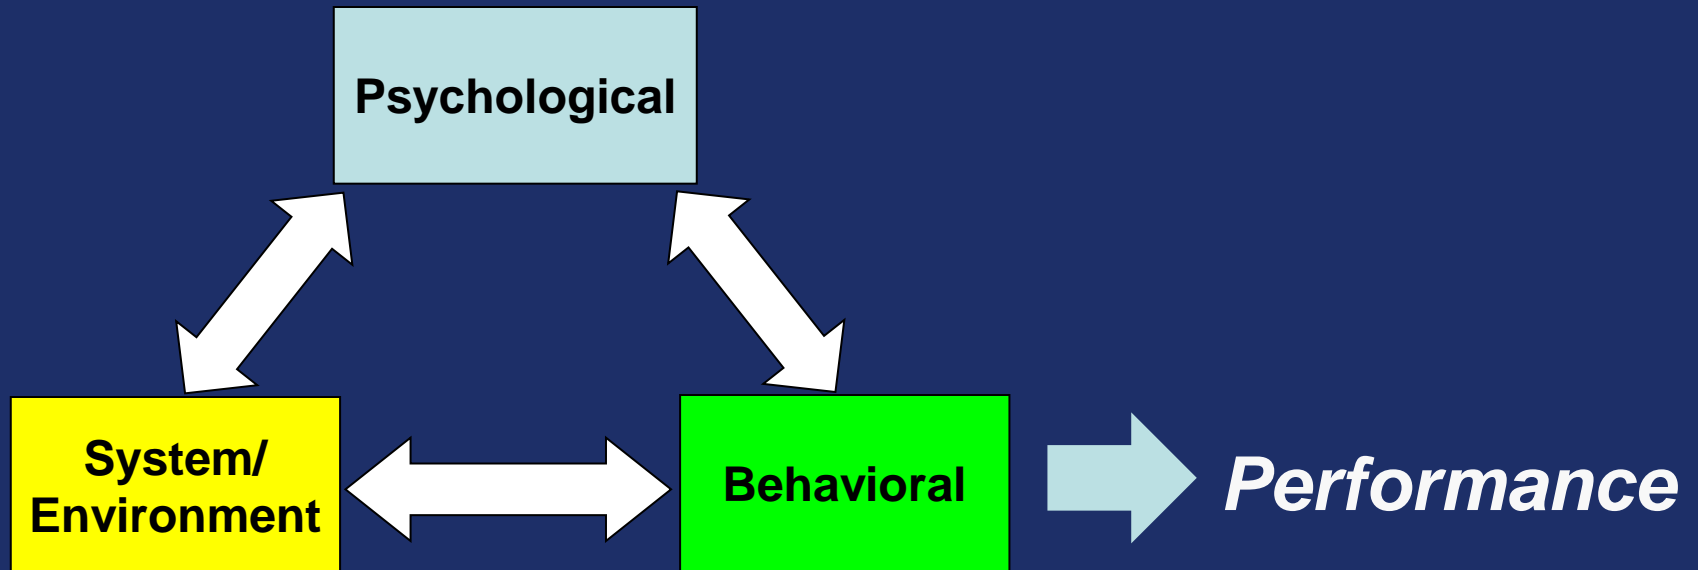 Psychological
System/
Environment
Behavioral
Performance